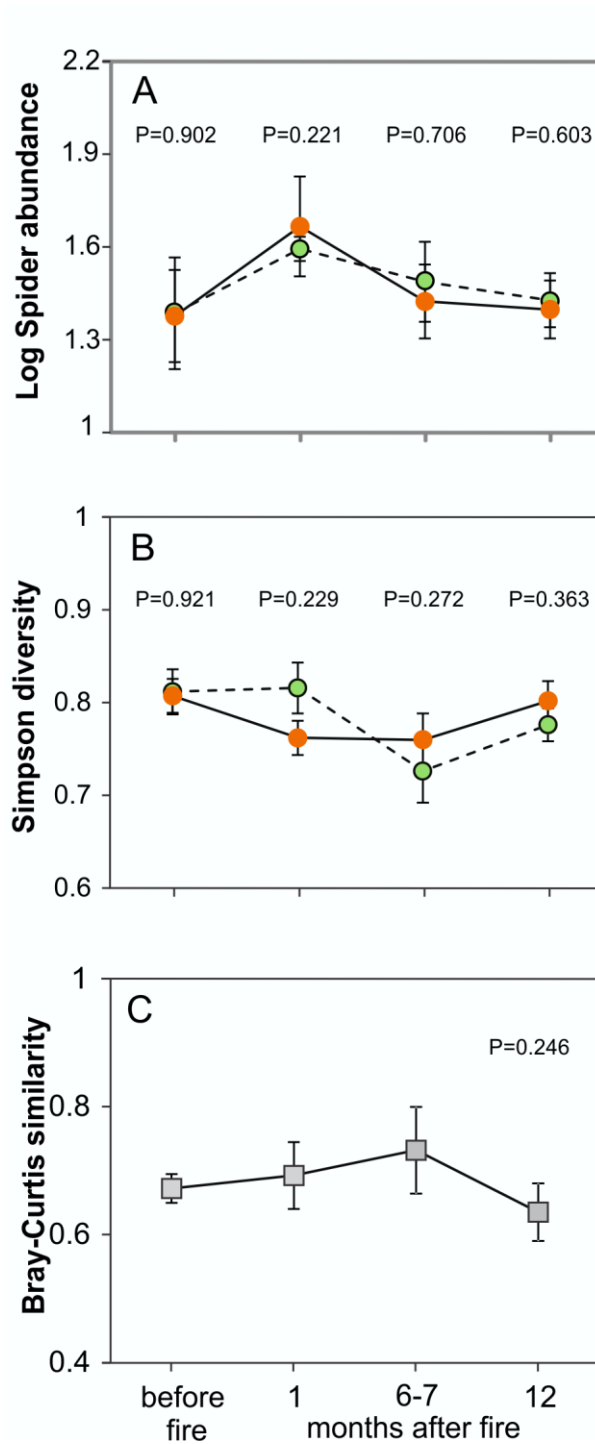 2.2
A
P=0.902 P=0.221 P=0.706 P=0.603
1.9
1.6
1.3
1
Log Spider abundance
1
B
P=0.921 P=0.229 P=0.272 P=0.363
0.9
0.8
0.7
0.6
Simpson diversity
1
C
P=0.246
0.8
0.6
0.4
Bray-Curtis similarity
before 1 6-7 12
fire months after fire